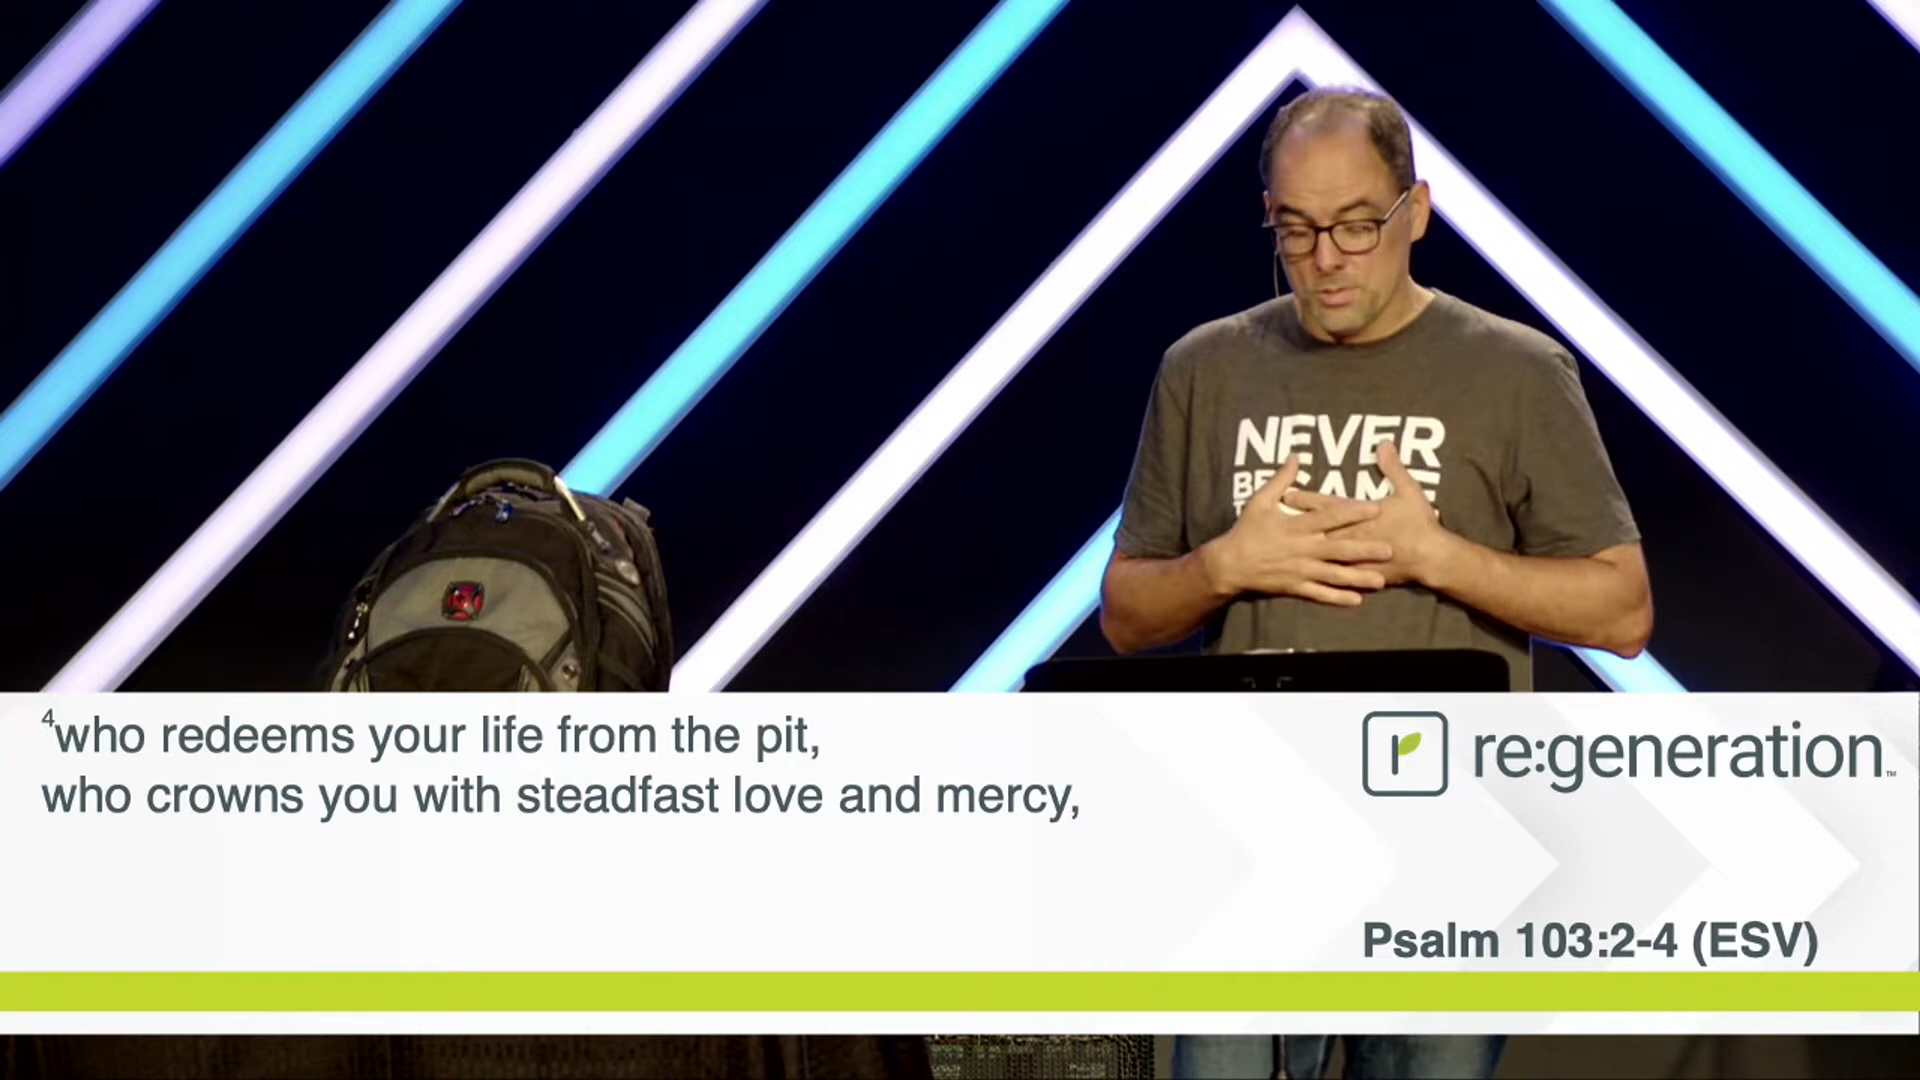 NEVER
⁴who redeems your life from the pit,
who crowns you with steadfast love and mercy,
re:generation™
Psalm 103:2-4 (ESV)